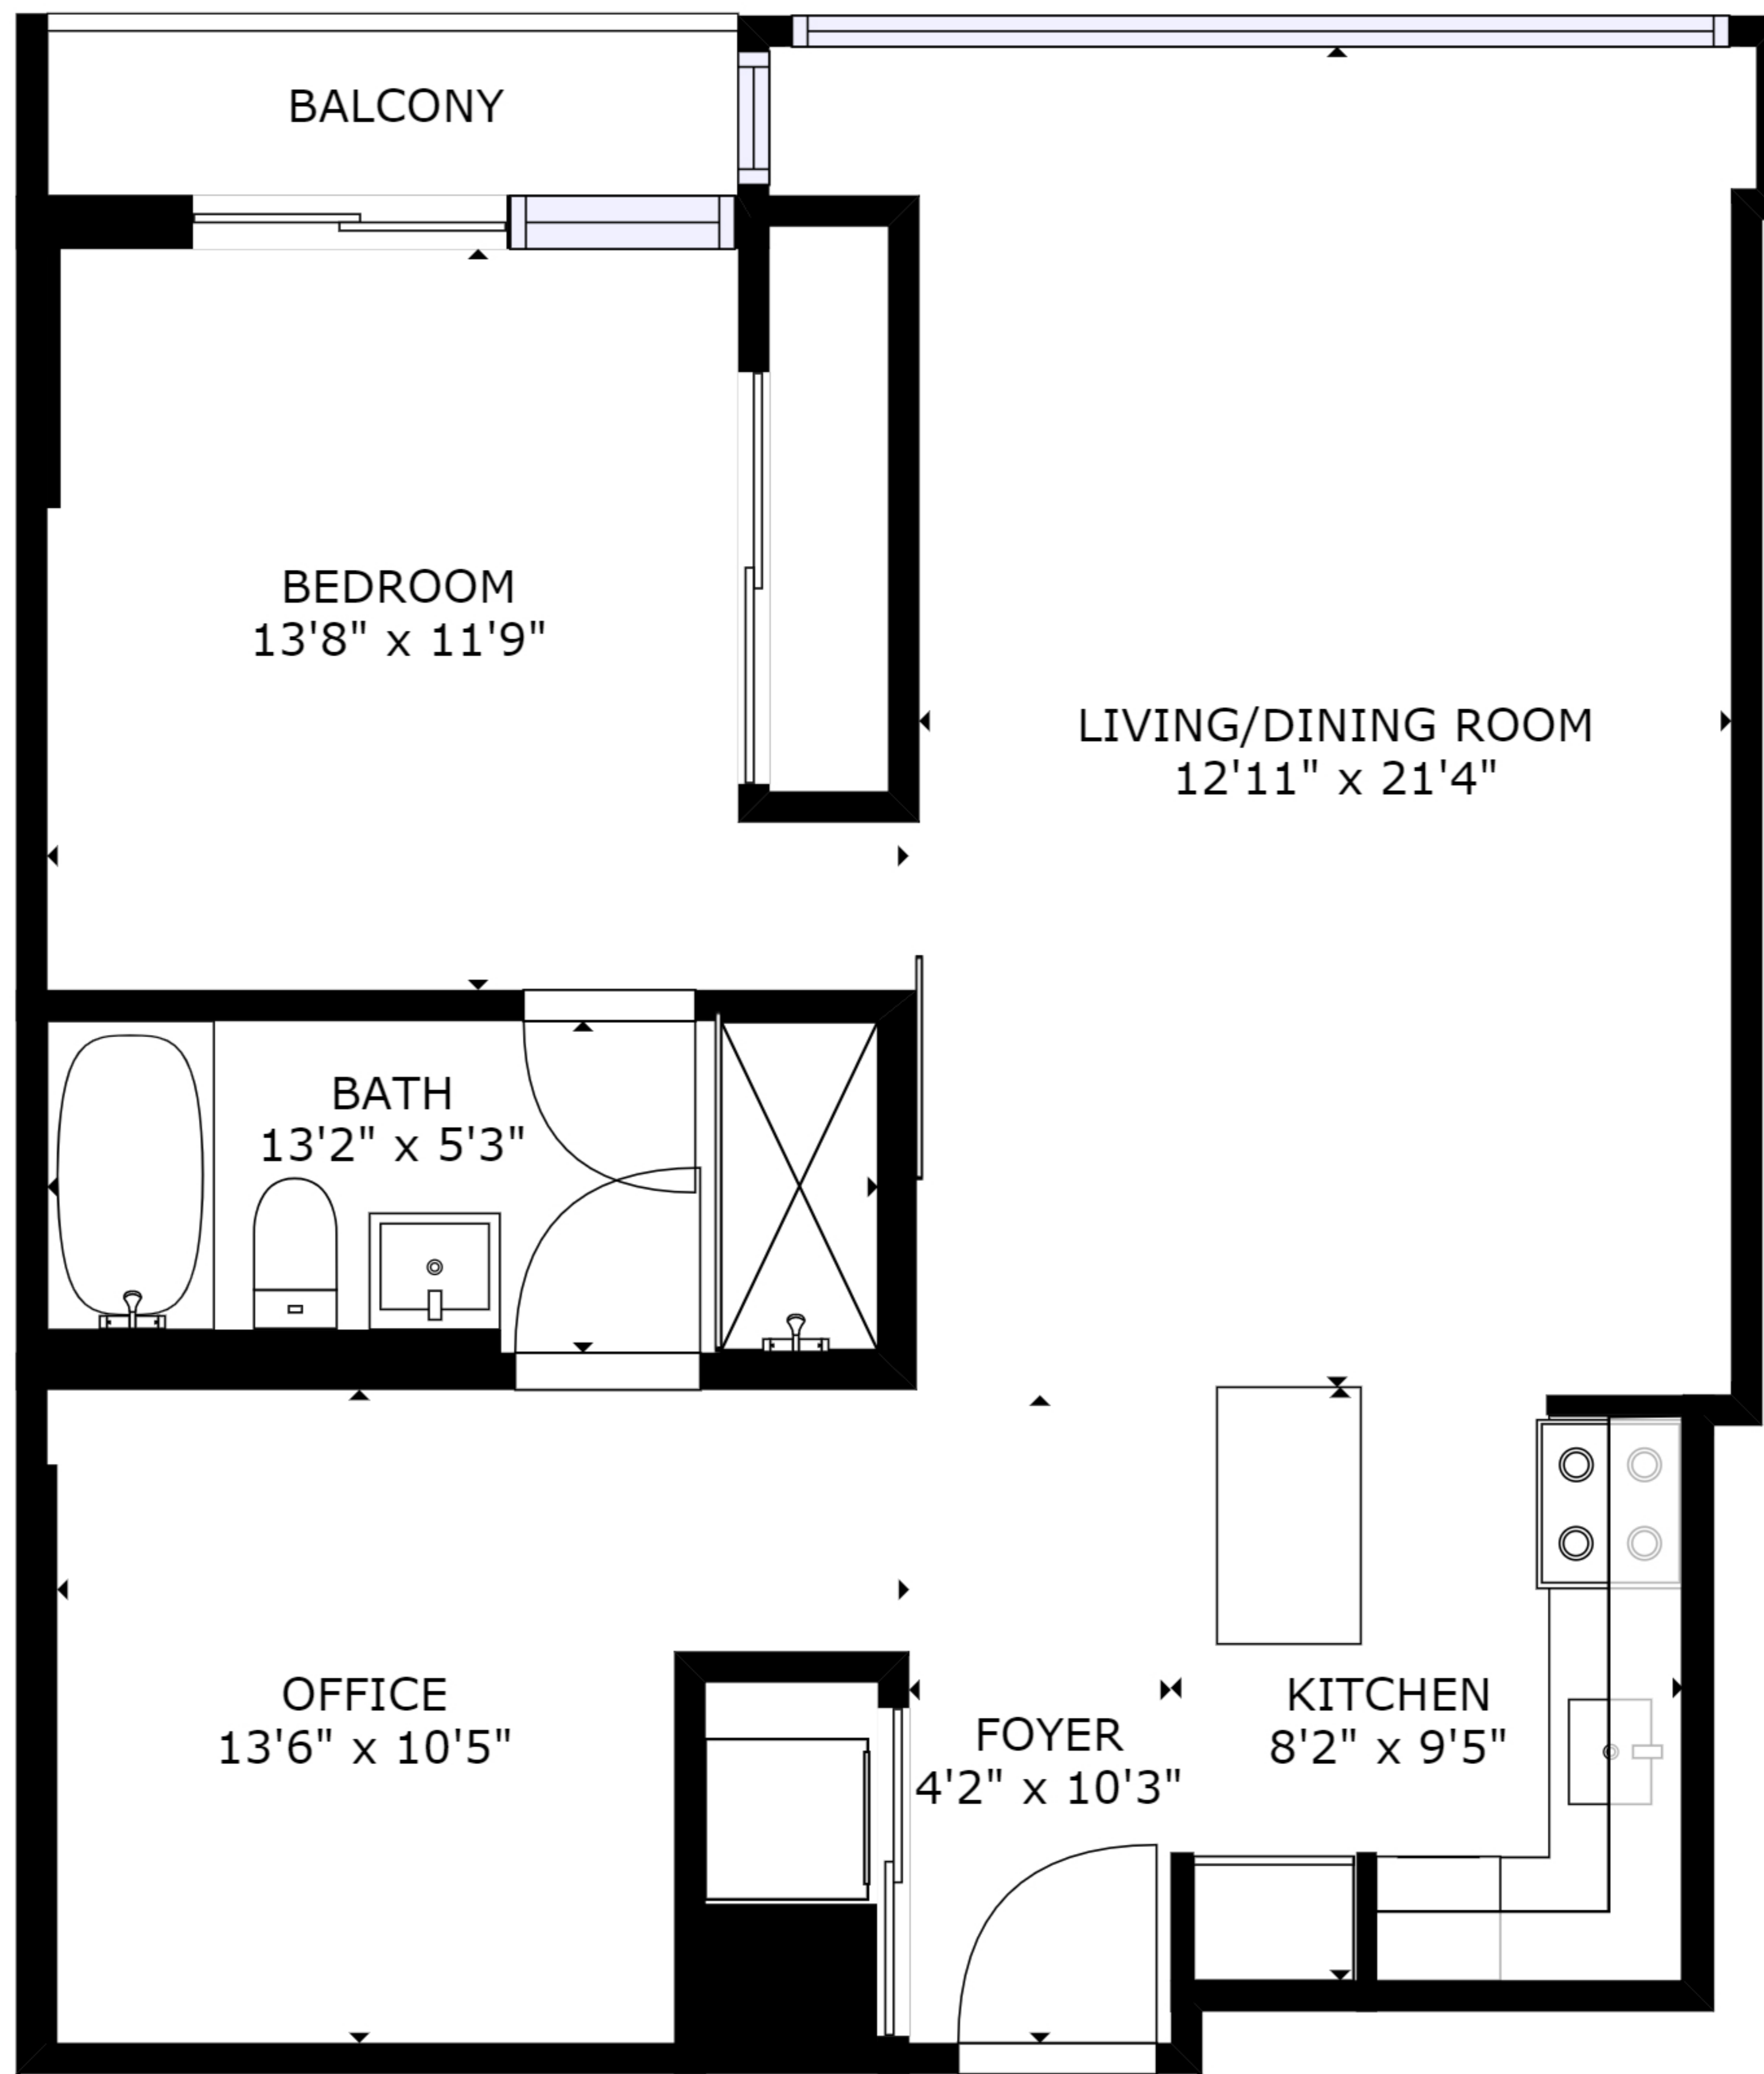 BALCONY
BEDROOM
13'8" x 11'9"
LIVING/DINING ROOM
12'11" x 21'4"
BATH
13'2" x 5'3"
OFFICE
13'6" x 10'5"
FOYER
4'2" x 10'3"
KITCHEN
8'2" x 9'5"